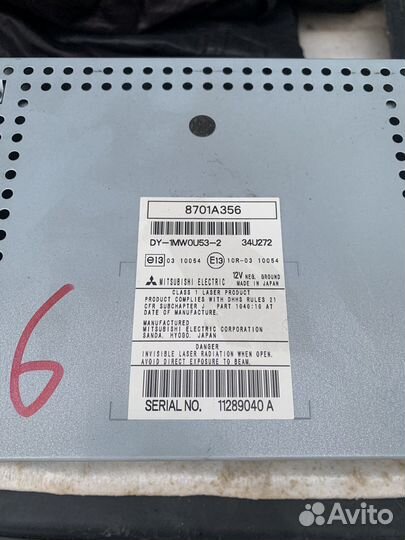 8701A356
DY-1MW0U53-2 34U272
e13 03 10054 E13 10R-03 10054
MITSUBISHI ELECTRIC 12V NEG. GROUND
MADE IN JAPAN
CLASS 1 LASER PRODUCT
PRODUCT COMPLIES WITH DHHS RULES 21
CFR SUBCHAPTER J PART 1040.10 AT
DATE OF MANUFACTURE.
MANUFACTURED
MITSUBISHI ELECTRIC CORPORATION
SANDA, HYOGO, JAPAN
DANGER
INVISIBLE LASER RADIATION WHEN OPEN.
AVOID DIRECT EXPOSURE TO BEAM.
SERIAL NO. 11289040 A
6
Avito